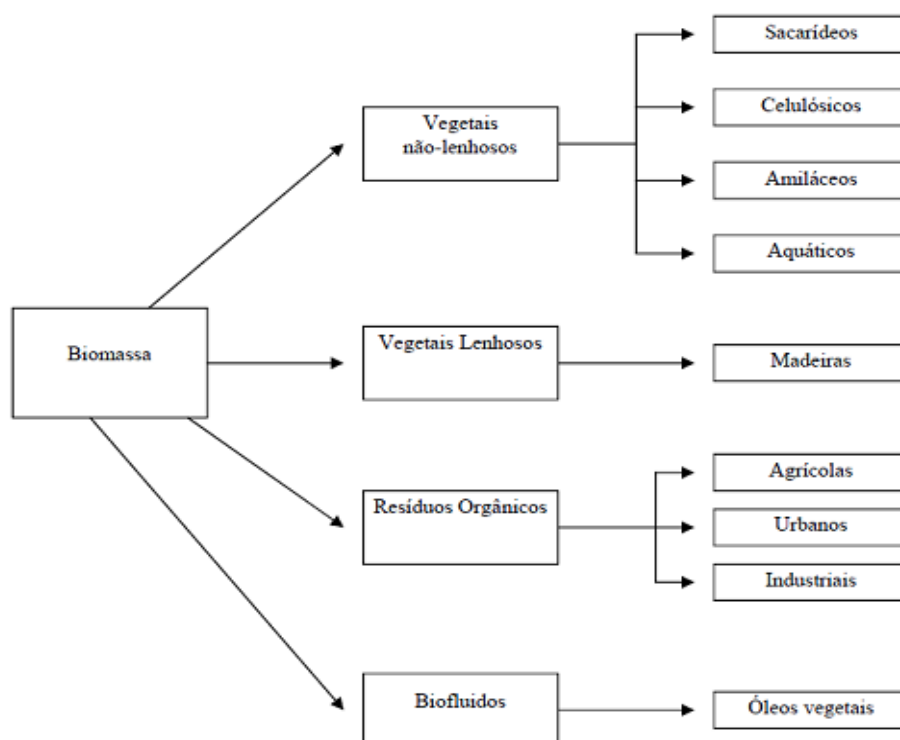 Biomassa
Vegetais
não-lenhosos
Sacarídeos
Celulósicos
Amiláceos
Aquáticos
Vegetais Lenhosos
Madeiras
Resíduos Orgânicos
Agrícolas
Urbanos
Industriais
Biofluidos
Óleos vegetais